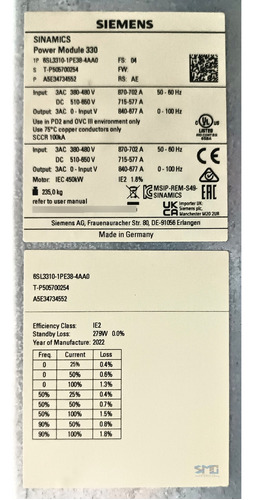 SIEMENS
SINAMICS
Power Module 330
1P 6SL3310-1PE38-4AA0 FS: 04
S T-P505700254 FW:
P A5E34734552 RS: AE
Input: 3AC 380-480 V 870-702 A 50 - 60 Hz
DC 510-650 V 715-577 A
Output: 3AC 0 - Input V 840-677 A 0 - 100 Hz
Use in PD2 and OVC III environment only
Use 75°C copper conductors only
SCCR 100kA
Input: 3AC 380-480 V 870-702 A 50 - 60 Hz
DC 510-650 V 715-577 A
Output: 3AC 0 - Input V 840-677 A 0 - 100 Hz
Motor: IEC 450kW IE2 1.8%
235,0 kg
refer to user manual
MSIP-REM-S49-
SINAMICS
UK
CA
Importer UK:
Siemens plc,
Manchester M20 2UR
EAC
Siemens AG, Frauenauracher Str. 80, DE-91056 Erlangen
Made in Germany
6SL3310-1PE38-4AA0
T-P505700254
A5E34734552
Efficiency Class: IE2
Standby Loss: 279W 0.0%
Year of Manufacture: 2022
Freq. Current Loss
0 25% 0.4%
0 50% 0.6%
0 100% 1.3%
50% 25% 0.4%
50% 50% 0.7%
50% 100% 1.5%
90% 50% 0.8%
90% 100% 1.8%